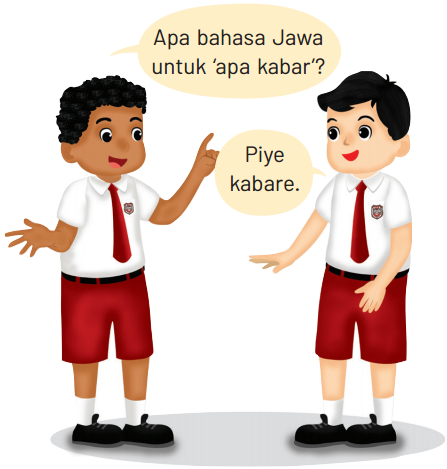 Apa bahasa Jawa
untuk ‘apa kabar’?
Piye
kabare.